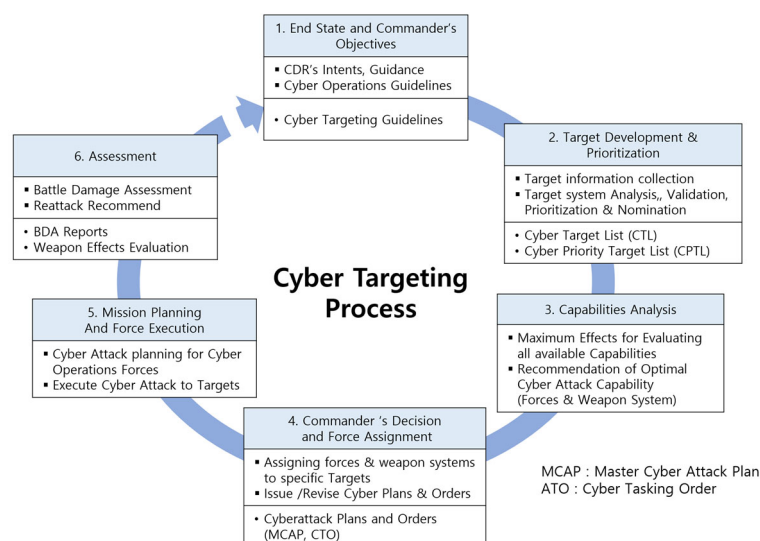 1. End State and Commander's
Objectives
▪ CDR's Intents, Guidance
▪ Cyber Operations Guidelines
• Cyber Targeting Guidelines
2. Target Development &
Prioritization
▪ Target information collection
▪ Target system Analysis,, Validation,
Prioritization & Nomination
• Cyber Target List (CTL)
• Cyber Priority Target List (CPTL)
3. Capabilities Analysis
▪ Maximum Effects for Evaluating
all available Capabilities
▪ Recommendation of Optimal
Cyber Attack Capability
(Forces & Weapon System)
4. Commander 's Decision
and Force Assignment
▪ Assigning forces & weapon systems
to specific Targets
▪ Issue /Revise Cyber Plans & Orders
• Cyberattack Plans and Orders
(MCAP, CTO)
5. Mission Planning
And Force Execution
▪ Cyber Attack planning for Cyber
Operations Forces
▪ Execute Cyber Attack to Targets
6. Assessment
▪ Battle Damage Assessment
▪ Reattack Recommend
• BDA Reports
• Weapon Effects Evaluation
Cyber Targeting
Process
MCAP : Master Cyber Attack Plan
ATO : Cyber Tasking Order